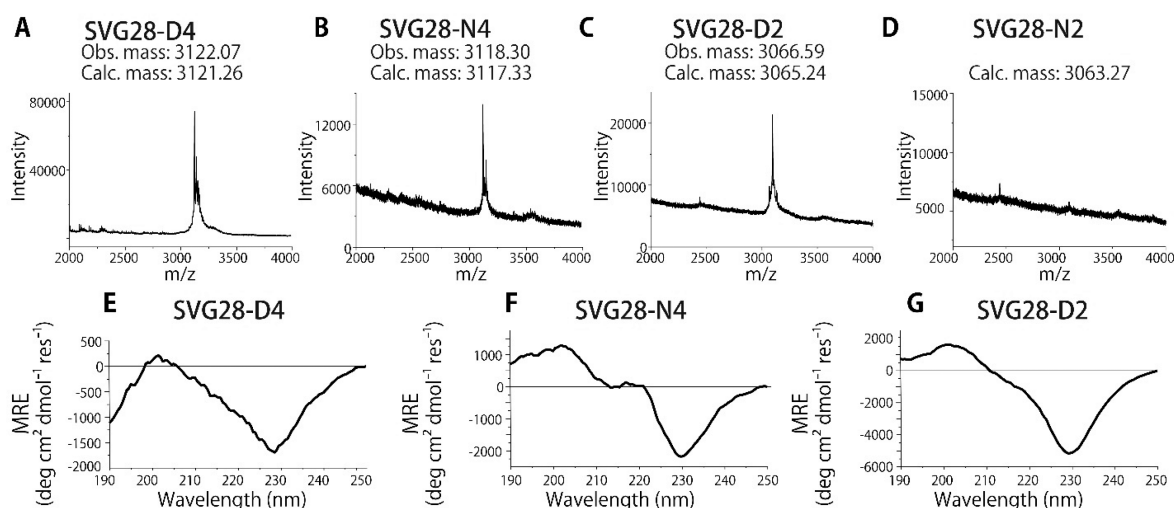 A SVG28-D4
Obs. mass: 3122.07
Calc. mass: 3121.26
Intensity
80000
40000
2000 2500 3000 3500 4000
m/z
B SVG28-N4
Obs. mass: 3118.30
Calc. mass: 3117.33
Intensity
12000
6000
0
2000 2500 3000 3500 4000
m/z
C SVG28-D2
Obs. mass: 3066.59
Calc. mass: 3065.24
Intensity
20000
10000
0
2000 2500 3000 3500 4000
m/z
D SVG28-N2
Calc. mass: 3063.27
Intensity
15000
10000
5000
2000 2500 3000 3500 4000
m/z
E SVG28-D4
MRE
(deg cm² dmol⁻¹ res⁻¹)
500
0
-500
-1000
-1500
-2000
190 200 210 220 230 240 250
Wavelength (nm)
F SVG28-N4
MRE
(deg cm² dmol⁻¹ res⁻¹)
1000
0
-1000
-2000
190 200 210 220 230 240 250
Wavelength (nm)
G SVG28-D2
MRE
(deg cm² dmol⁻¹ res⁻¹)
2000
0
-2000
-4000
-6000
190 200 210 220 230 240 250
Wavelength (nm)